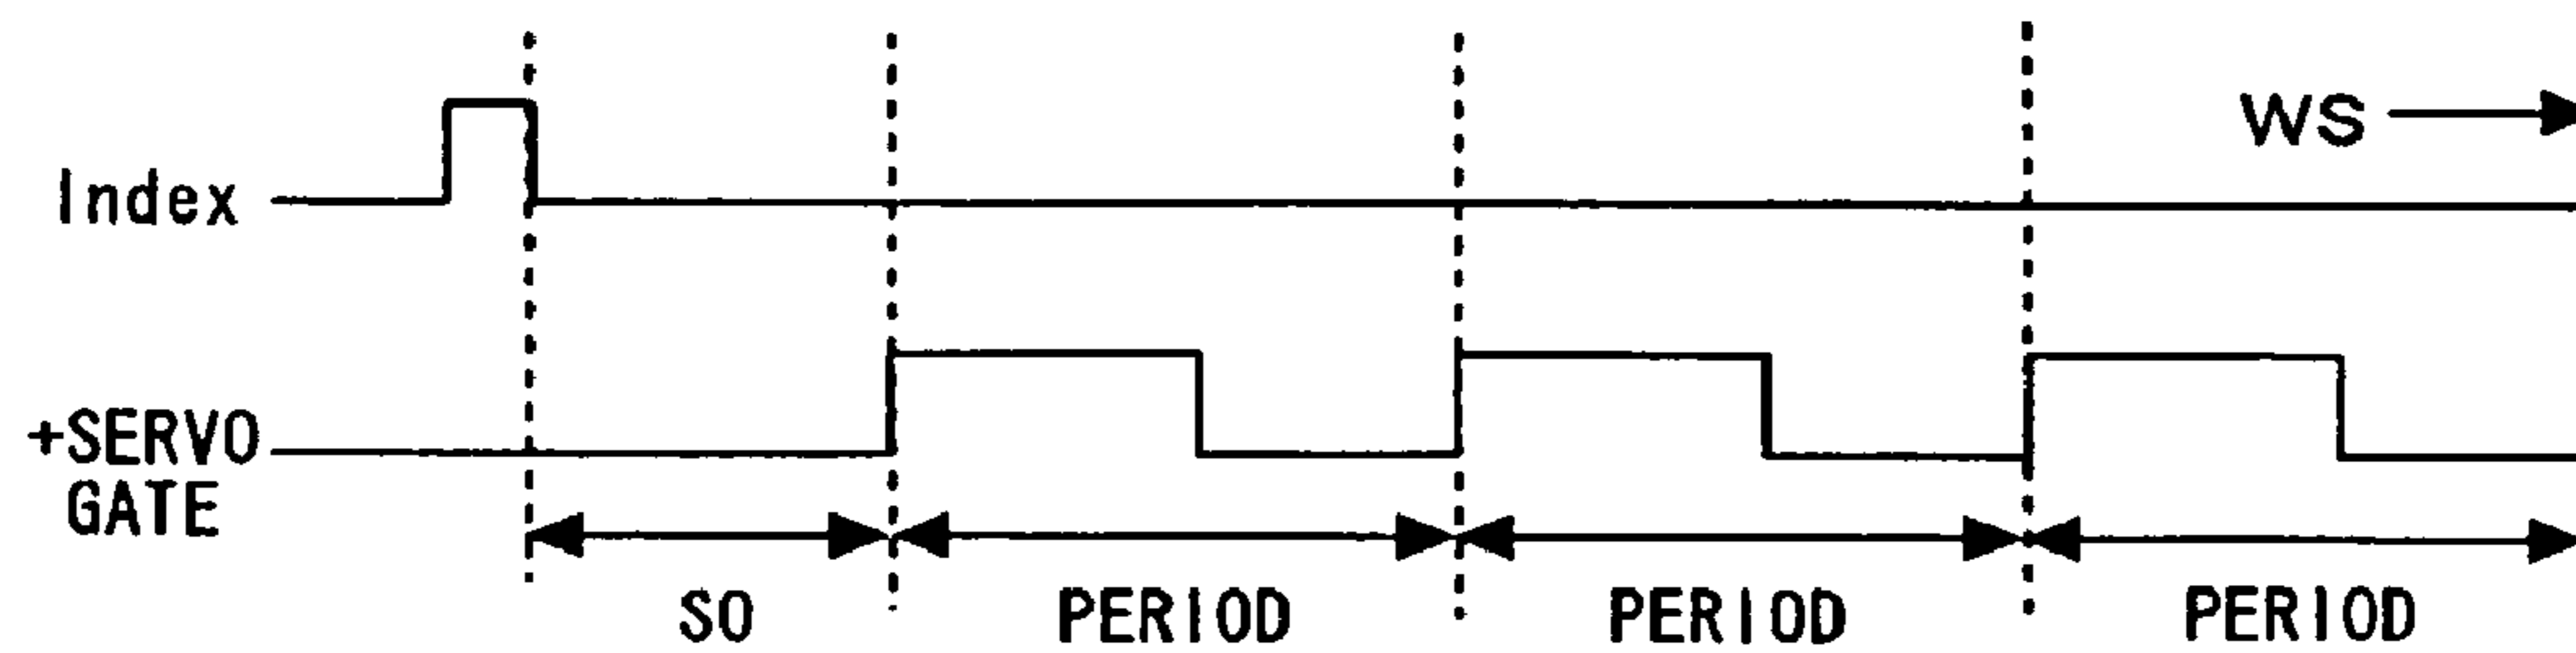 WS
Index
+SERVO
GATE
SO
PERIOD
PERIOD
PERIOD